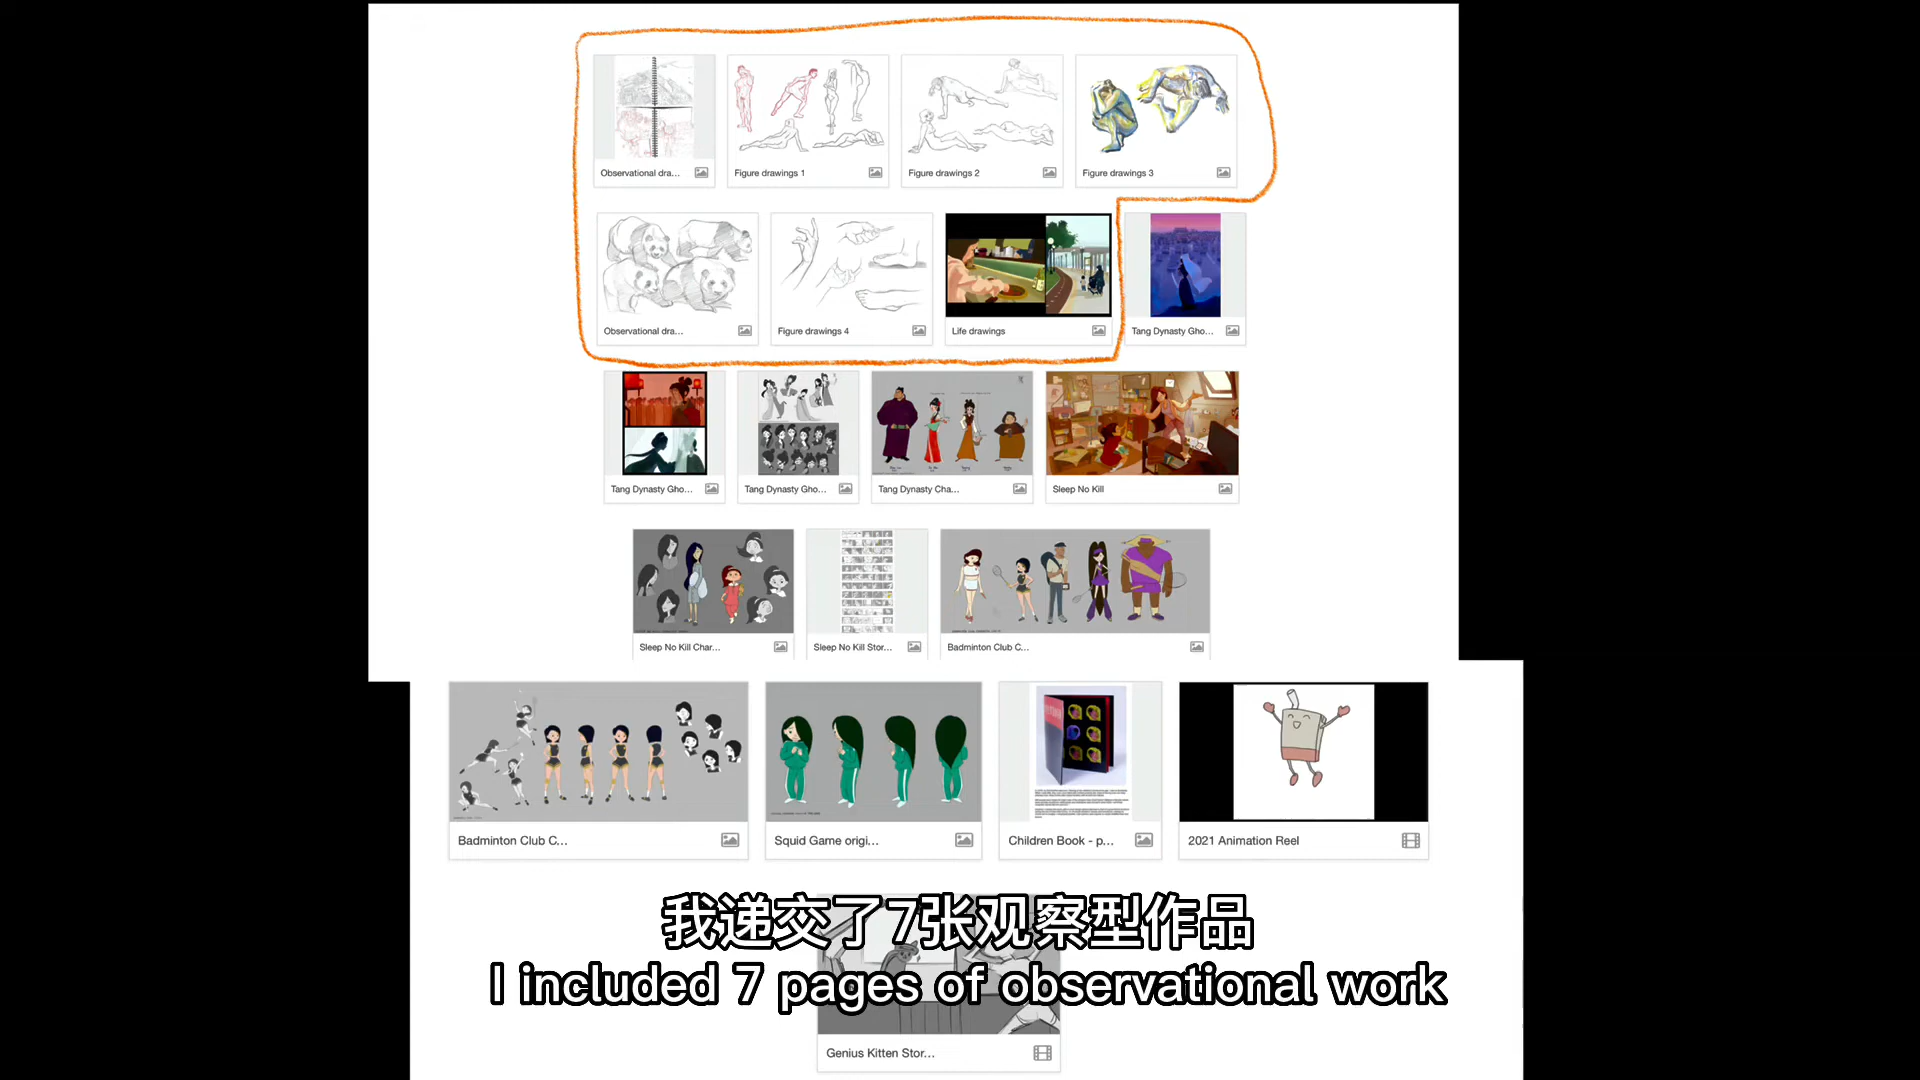 Observational dra...
Figure drawings 1
Figure drawings 2
Figure drawings 3
Observational dra...
Figure drawings 4
Life drawings
Tang Dynasty Gho...
Tang Dynasty Gho...
Tang Dynasty Gho...
Tang Dynasty Cha...
Sleep No Kill
Sleep No Kill Char...
Sleep No Kill Stor...
Badminton Club C...
Badminton Club C...
Squid Game origi...
Children Book - p...
2021 Animation Reel
我递交了7张观察型作品
I included 7 pages of observational work
Genius Kitten Stor...